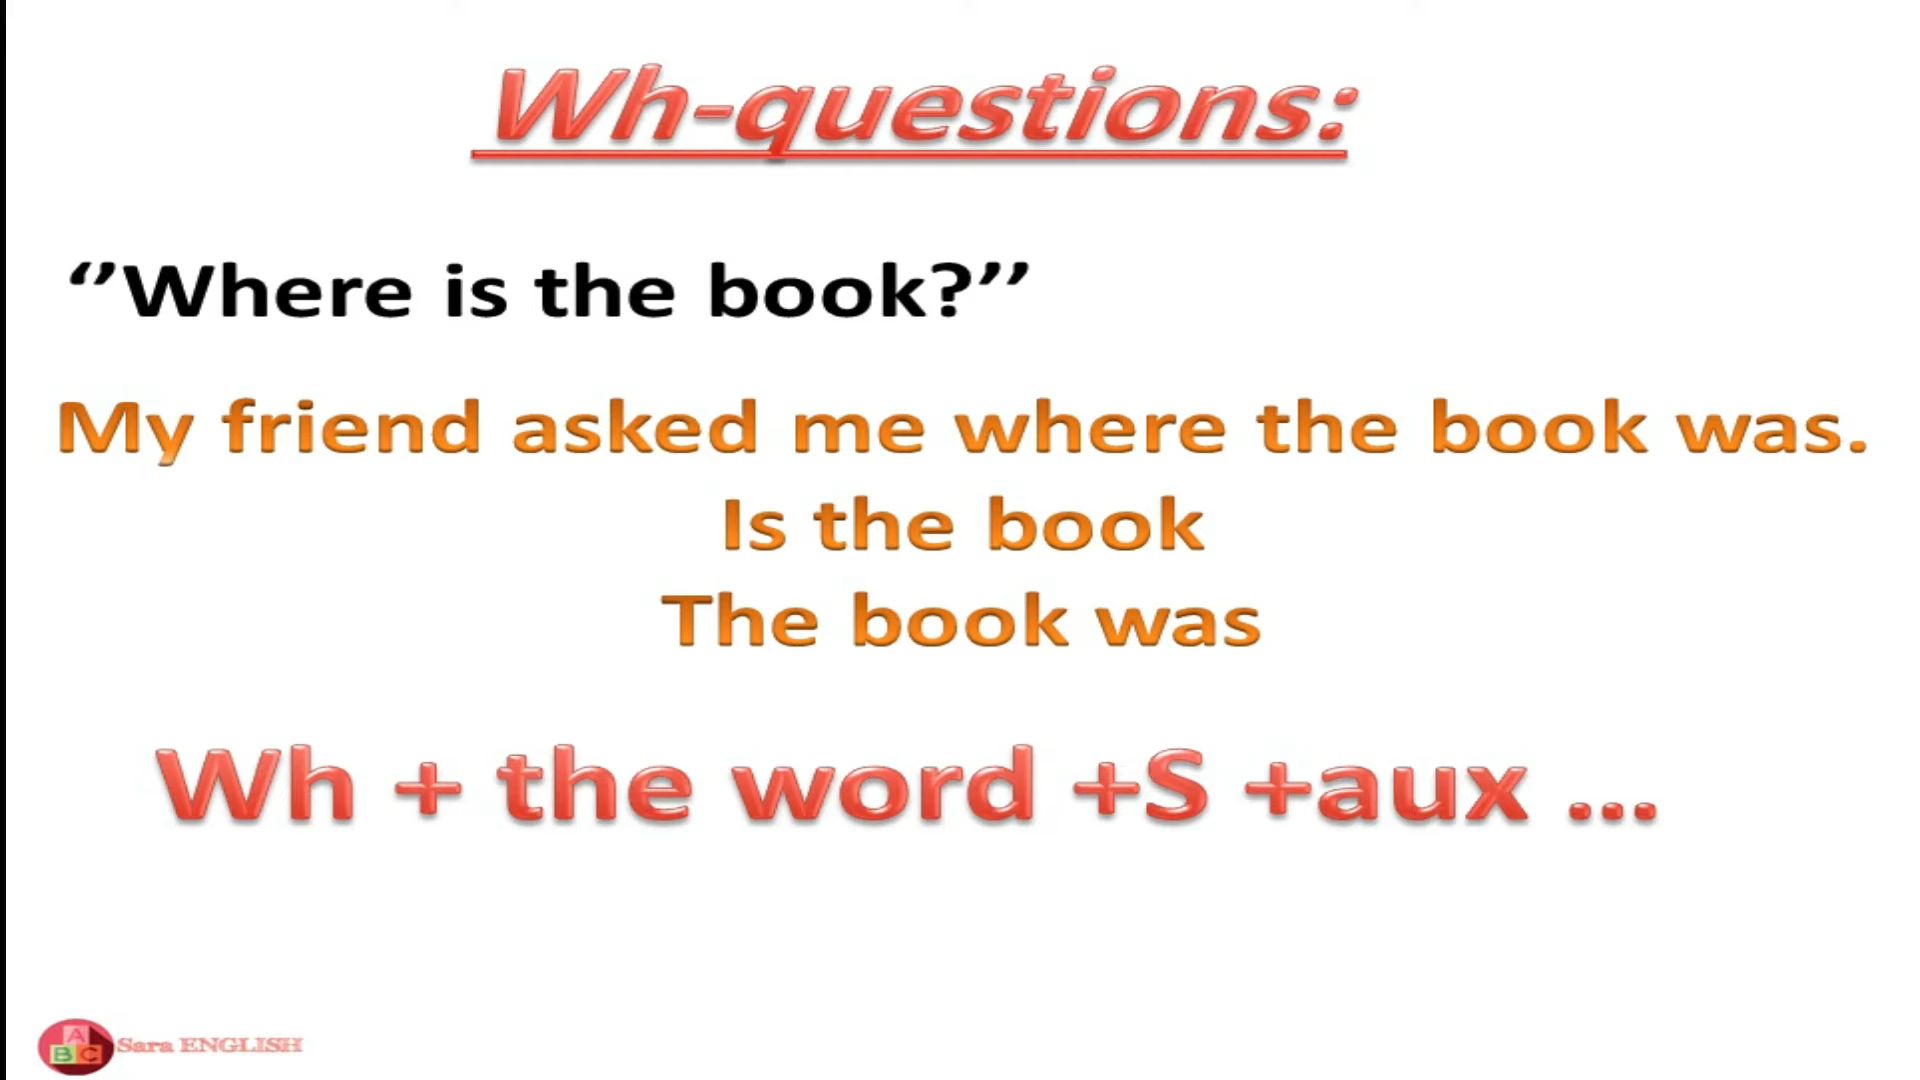 Wh-questions:
‘’Where is the book?’’
My friend asked me where the book was.
Is the book
The book was
Wh + the word +S +aux ...
A
B C
Sara ENGLISH